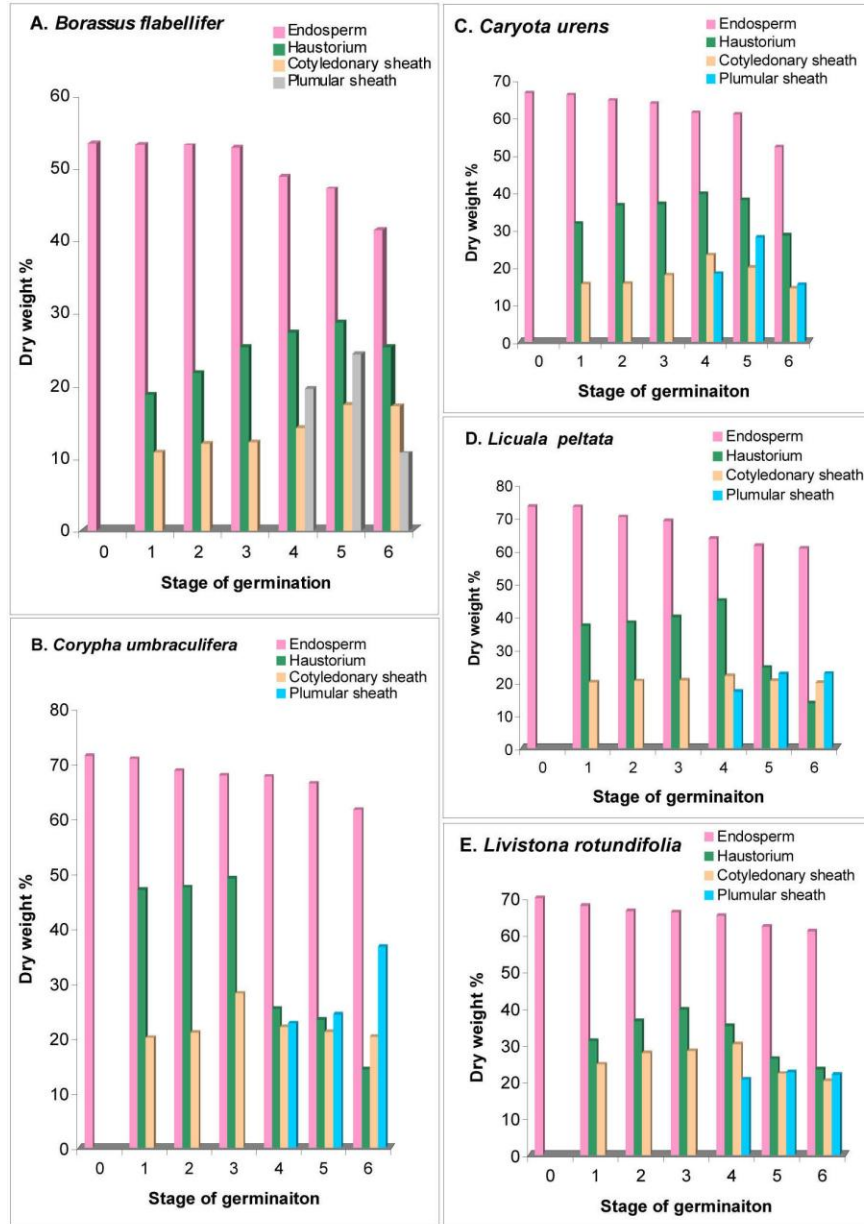 A. Borassus flabellifer
Endosperm
Haustorium
Cotyledonary sheath
Plumular sheath
Dry weight %
60
50
40
30
20
10
0
0 1 2 3 4 5 6
Stage of germination
B. Corypha umbraculifera
Endosperm
Haustorium
Cotyledonary sheath
Plumular sheath
Dry weight %
80
70
60
50
40
30
20
10
0
0 1 2 3 4 5 6
Stage of germinaiton
C. Caryota urens
Endosperm
Haustorium
Cotyledonary sheath
Plumular sheath
Dry weight %
70
60
50
40
30
20
10
0
0 1 2 3 4 5 6
Stage of germinaiton
D. Licuala peltata
Endosperm
Haustorium
Cotyledonary sheath
Plumular sheath
Dry weight %
80
70
60
50
40
30
20
10
0
0 1 2 3 4 5 6
Stage of germinaiton
E. Livistona rotundifolia
Endosperm
Haustorium
Cotyledonary sheath
Plumular sheath
Dry weight %
70
60
50
40
30
20
10
0
0 1 2 3 4 5 6
Stage of germinaiton